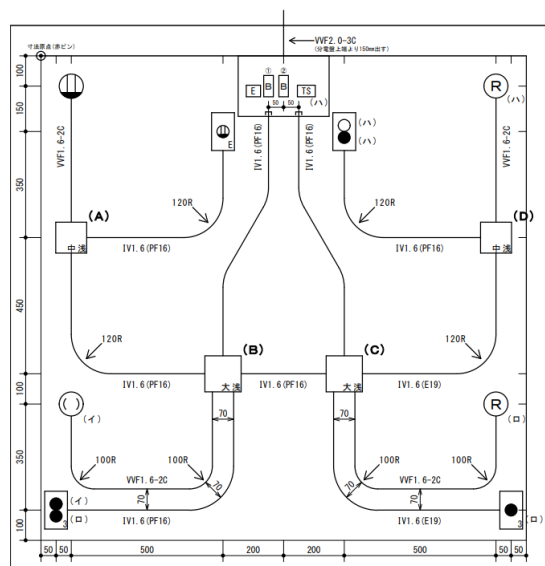 VVF2.0-3C
(分電盤上端より150mm出す)
寸法原点(赤ピン)
① ②
E B B TS (ハ)
50 50
100
150
350
450
100
350
100
R (ハ)
(ハ)
(ハ)
E
VVF1.6-2C
IV1.6(PF16)
IV1.6(PF16)
VVF1.6-2C
120R
120R
(A)
中浅
IV1.6(PF16)
IV1.6(PF16)
(D)
中浅
120R
120R
(B)
大浅
(C)
大浅
IV1.6(PF16)
IV1.6(PF16)
IV1.6(E19)
( ) (イ)
R (ロ)
70
70
100R
100R
100R
100R
VVF1.6-2C
VVF1.6-2C
70
70
70
70
(イ)
(ロ)
3
IV1.6(PF16)
IV1.6(E19)
(ロ)
3
50 50 500 200 200 500 50 50